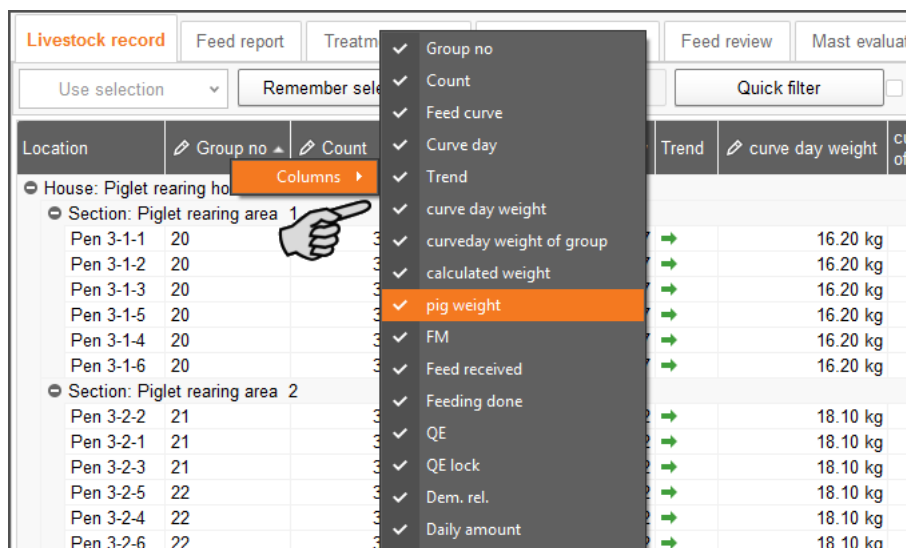 Livestock record Feed report Feed review
Use selection Quick filter
Location Group no Count Trend curve day weight
Columns
Group no
Count
Feed curve
Curve day
Trend
curve day weight
curveday weight of group
calculated weight
pig weight
FM
Feed received
Feeding done
QE
QE lock
Dem. rel.
Daily amount
House: Piglet rearing
Section: Piglet rearing area 1
Pen 3-1-1 20 16.20 kg
Pen 3-1-2 20 16.20 kg
Pen 3-1-3 20 16.20 kg
Pen 3-1-5 20 16.20 kg
Pen 3-1-4 20 16.20 kg
Pen 3-1-6 20 16.20 kg
Section: Piglet rearing area 2
Pen 3-2-2 21 18.10 kg
Pen 3-2-1 21 18.10 kg
Pen 3-2-3 21 18.10 kg
Pen 3-2-5 22 18.10 kg
Pen 3-2-4 22 18.10 kg
Pen 3-2-6 22 18.10 kg